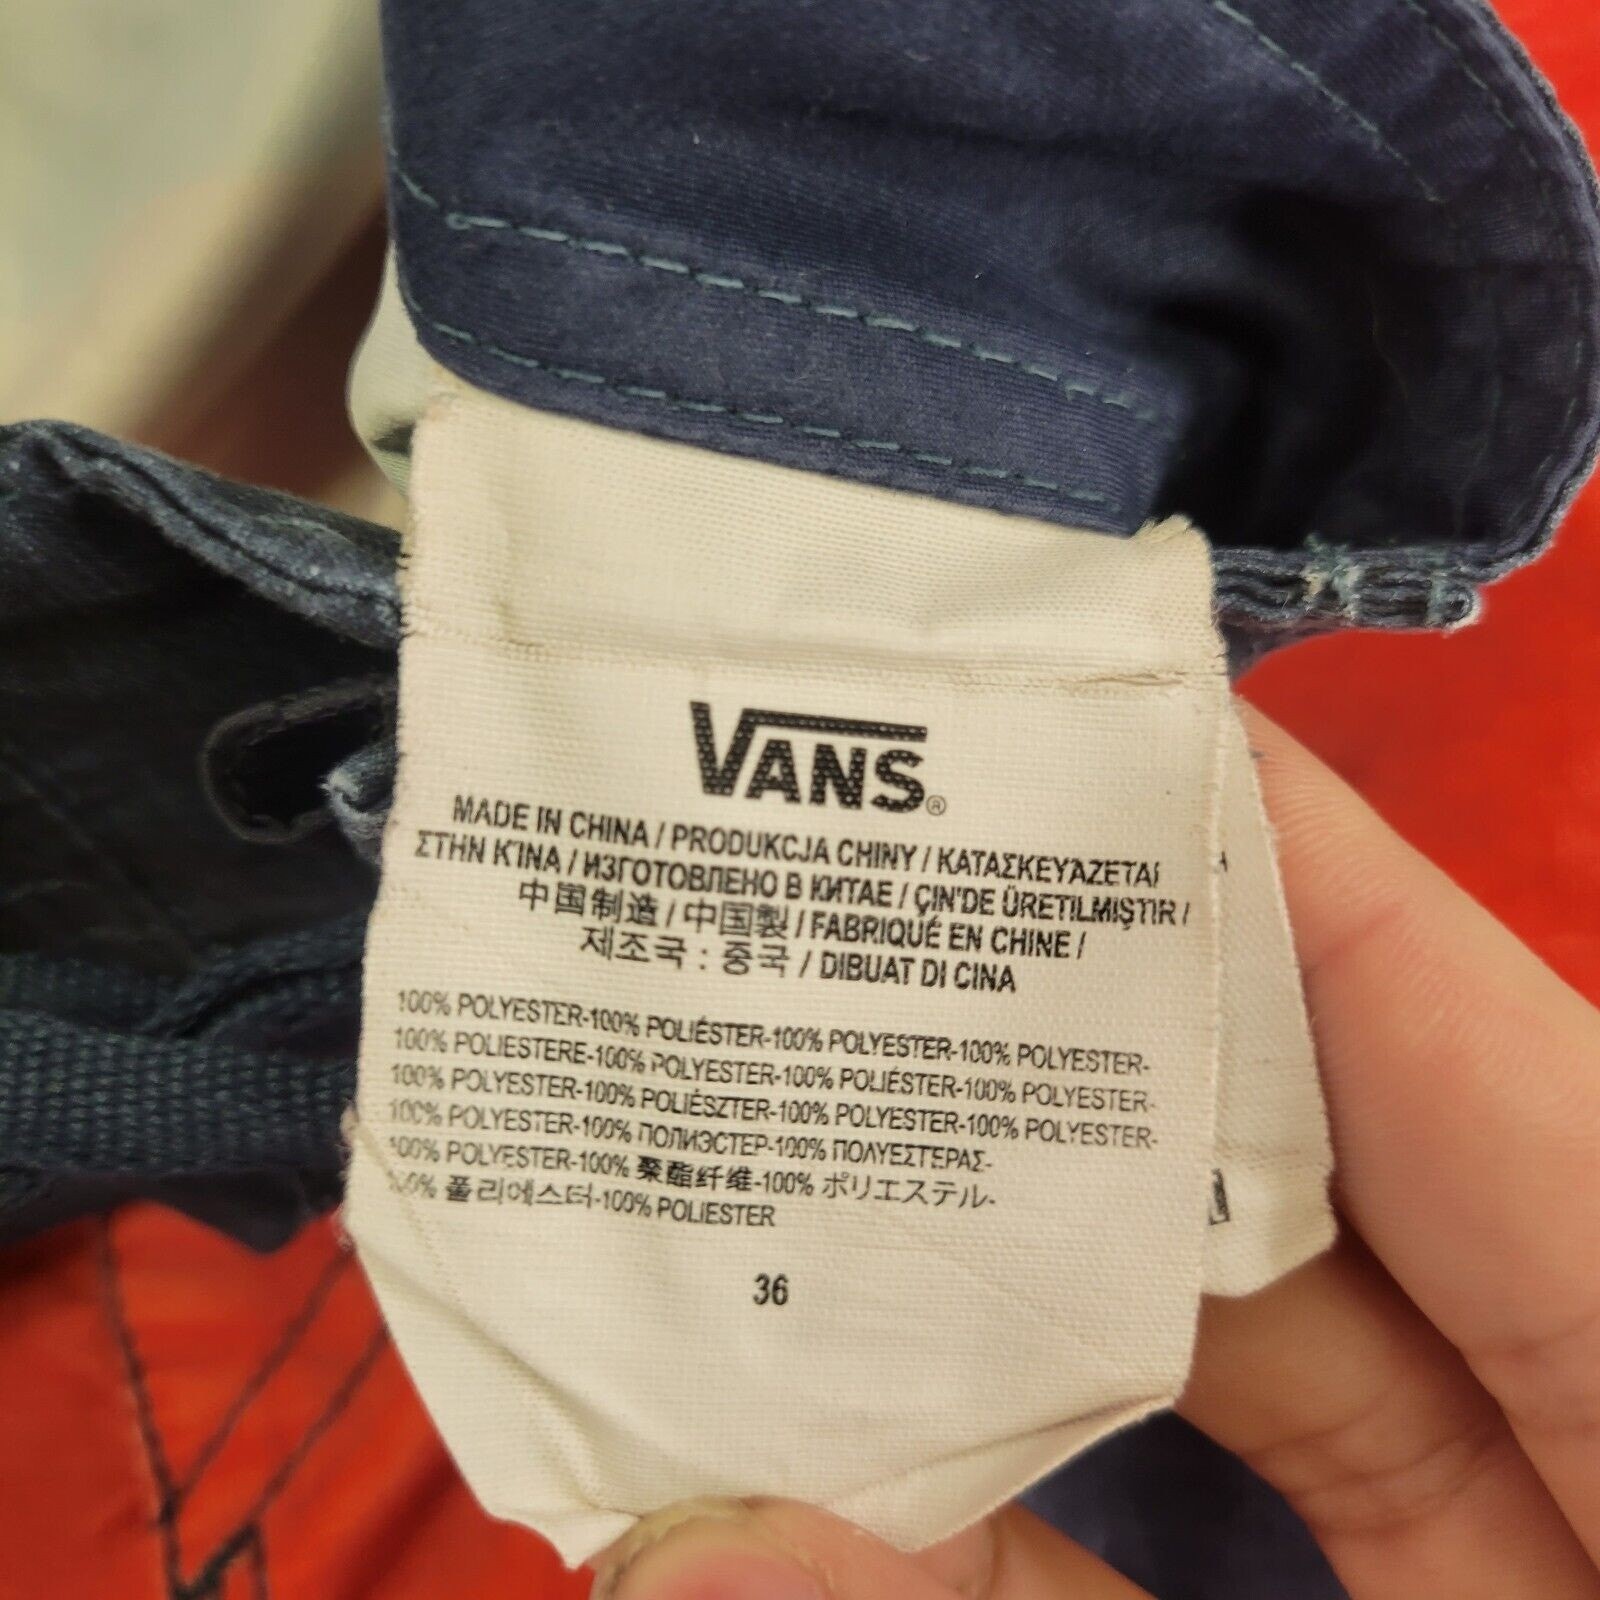 VANS®
MADE IN CHINA / PRODUKCJA CHINY / ΚΑΤΑΣΚΕΥΆΖΕΤΑΙ
ΣΤΗΝ ΚΊΝΑ / ИЗГОТОВЛЕНО В КИТАЕ / ÇIN'DE ÜRETILMIŞTIR /
中国制造 / 中国製 / FABRIQUÉ EN CHINE /
제조국 : 중국 / DIBUAT DI CINA
100% POLYESTER-100% POLIÉSTER-100% POLYESTER-100% POLYESTER-
100% POLIESTERE-100% POLYESTER-100% POLIÉSTER-100% POLYESTER-
100% POLYESTER-100% POLIÉSZTER-100% POLYESTER-100% POLYESTER-
100% POLYESTER-100% ПОЛИЭСТЕР-100% ΠΟΛΥΕΣΤΕΡΑΣ-
100% POLYESTER-100% 聚酯纤维-100% ポリエステル-
100% 폴리에스터-100% POLIESTER
36